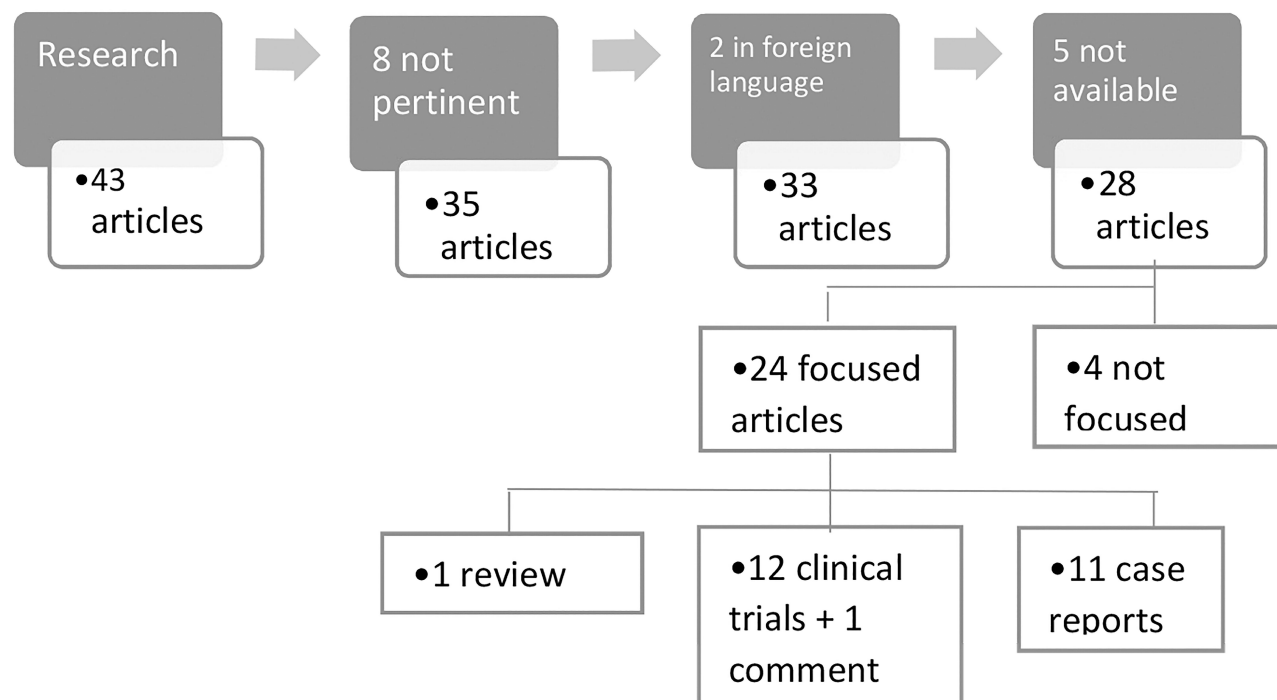 Research
•43
articles
8 not
pertinent
•35
articles
2 in foreign
language
•33
articles
5 not
available
•28
articles
•24 focused
articles
•4 not
focused
•1 review
•12 clinical
trials + 1
comment
•11 case
reports